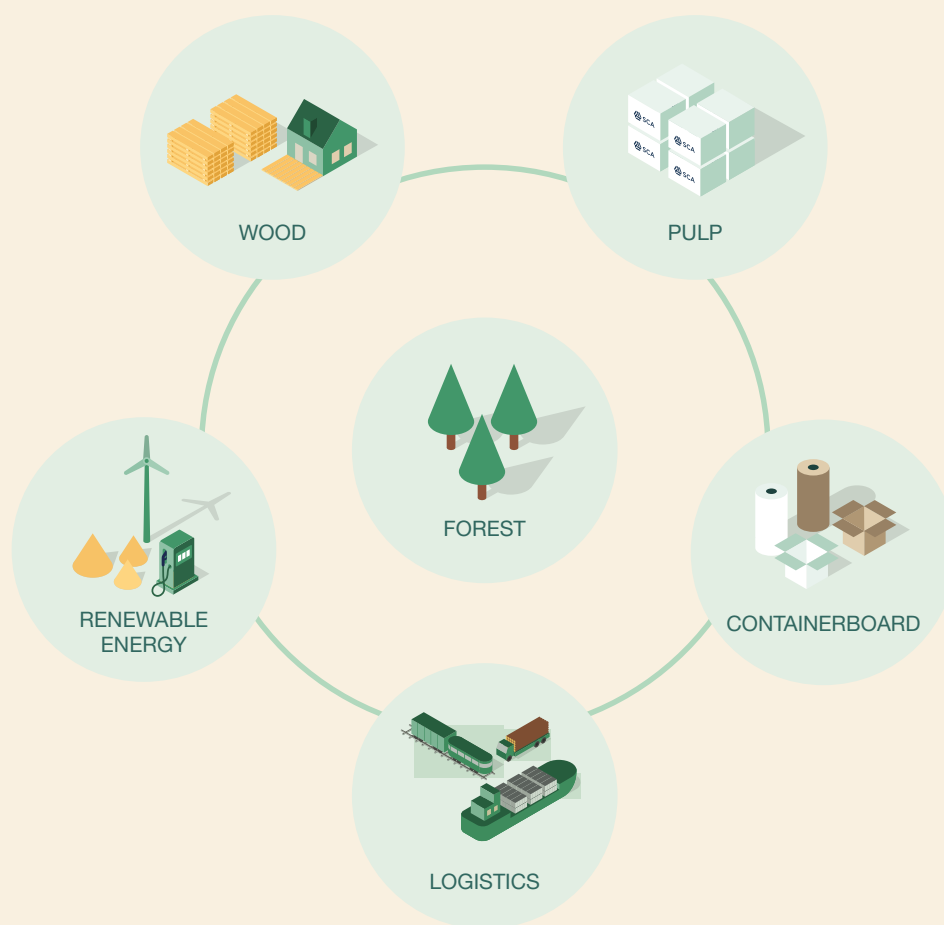 SCA
SCA
SCA
SCA
WOOD
PULP
FOREST
RENEWABLE
ENERGY
CONTAINERBOARD
LOGISTICS